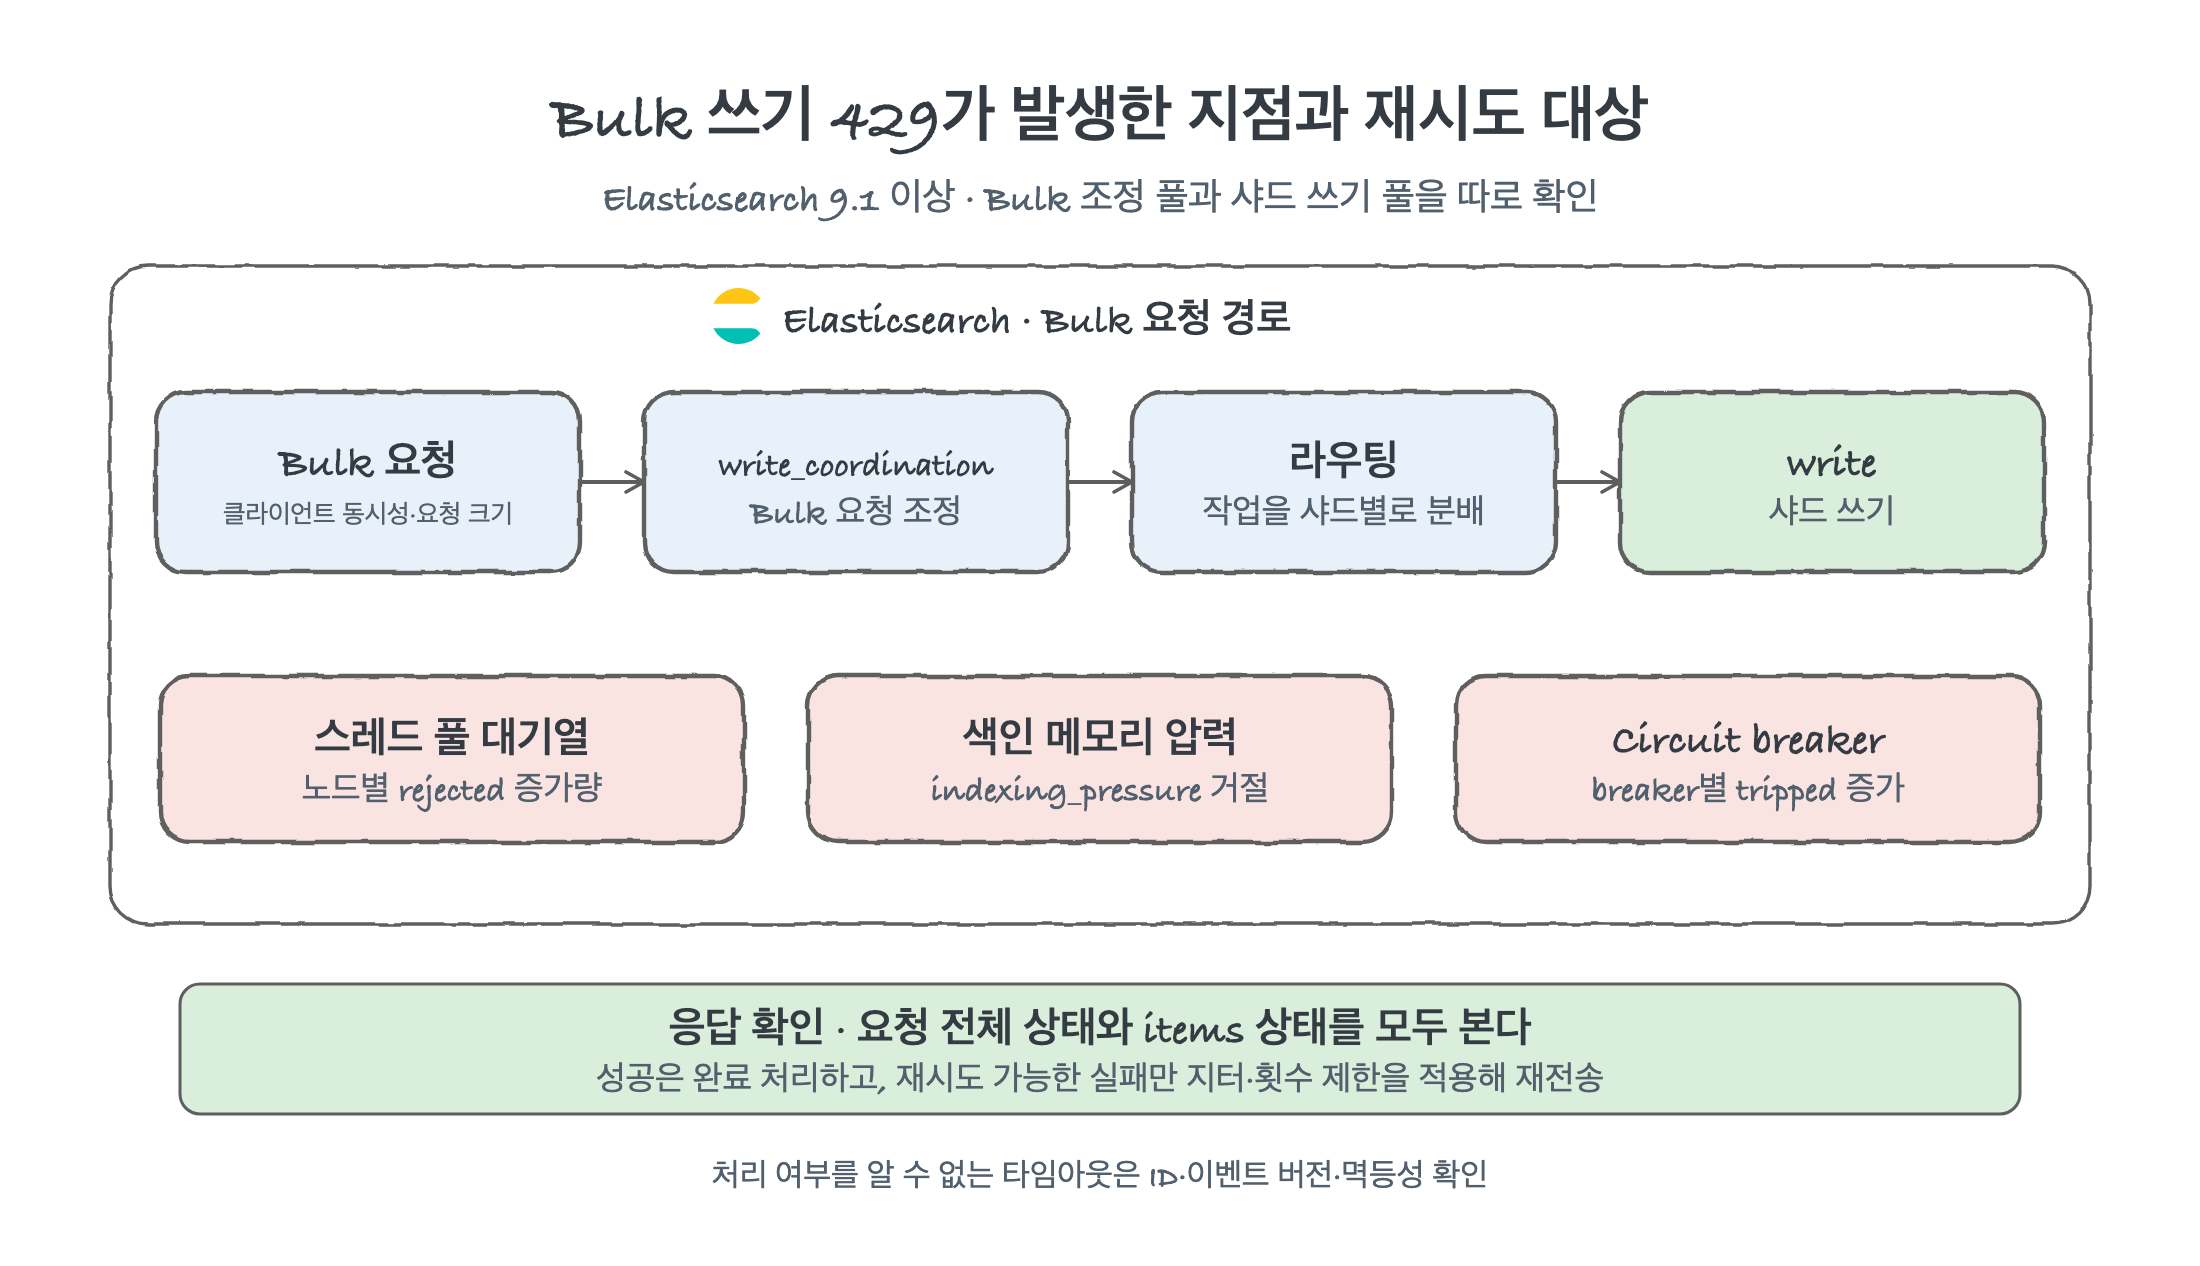 Bulk 쓰기 429가 발생한 지점과 재시도 대상
Elasticsearch 9.1 이상 · Bulk 조정 풀과 샤드 쓰기 풀을 따로 확인
Elasticsearch · Bulk 요청 경로
Bulk 요청
클라이언트 동시성·요청 크기
write_coordination
Bulk 요청 조정
라우팅
작업을 샤드별로 분배
write
샤드 쓰기
스레드 풀 대기열
노드별 rejected 증가량
색인 메모리 압력
indexing_pressure 거절
Circuit breaker
breaker별 tripped 증가
응답 확인 · 요청 전체 상태와 items 상태를 모두 본다
성공은 완료 처리하고, 재시도 가능한 실패만 지터·횟수 제한을 적용해 재전송
처리 여부를 알 수 없는 타임아웃은 ID·이벤트 버전·멱등성 확인